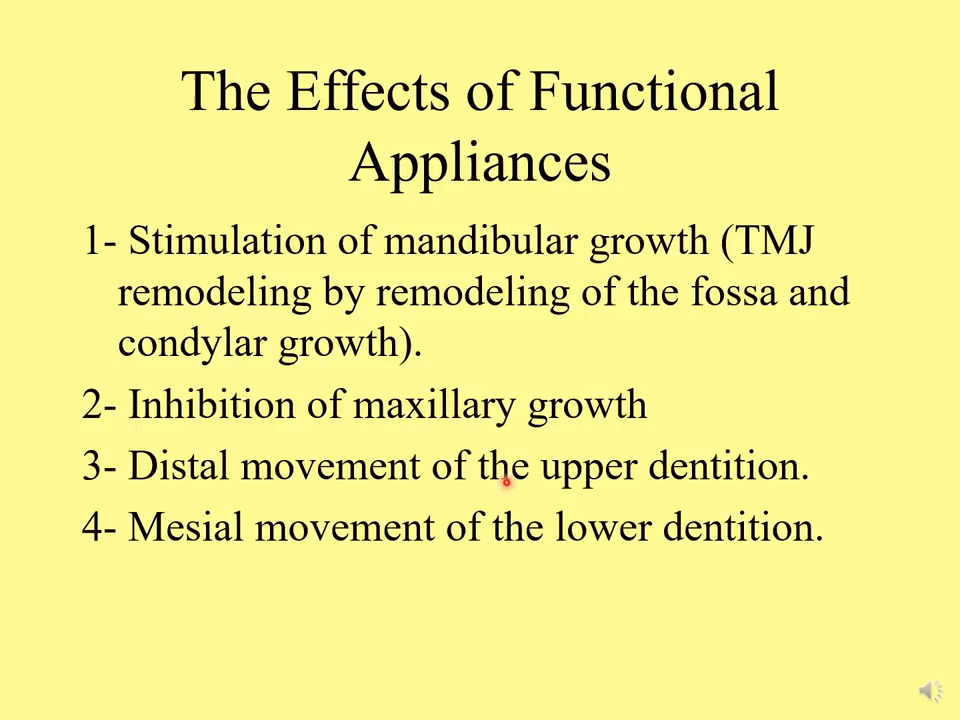 The Effects of Functional
Appliances
1- Stimulation of mandibular growth (TMJ
remodeling by remodeling of the fossa and
condylar growth).
2- Inhibition of maxillary growth
3- Distal movement of the upper dentition.
4- Mesial movement of the lower dentition.